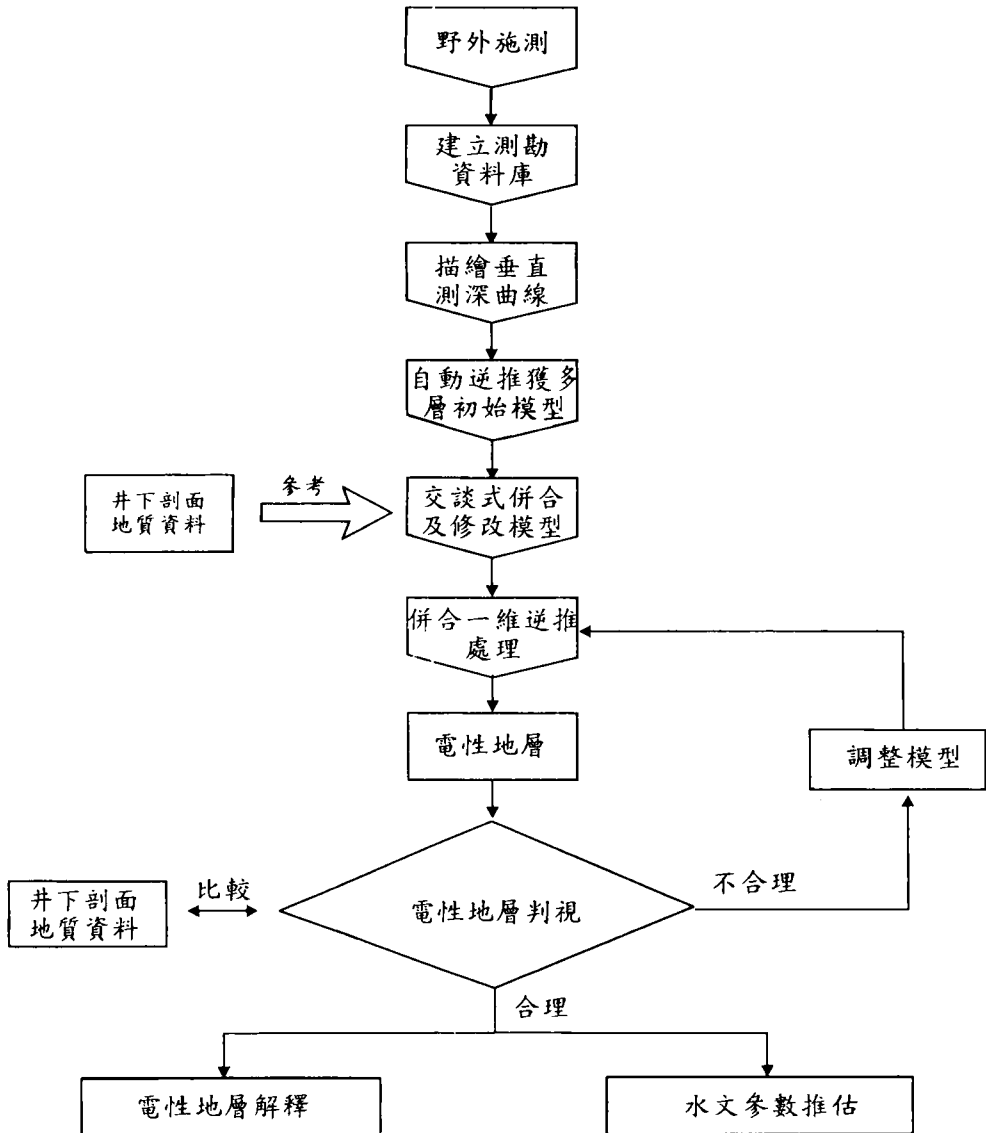 野外施測
建立測勘
資料庫
描繪垂直
測深曲線
自動逆推獲多
層初始模型
井下剖面
地質資料
參考
交談式併合
及修改模型
併合一維逆推
處理
電性地層
調整模型
井下剖面
地質資料
比較
電性地層判視
不合理
合理
電性地層解釋
水文參數推估